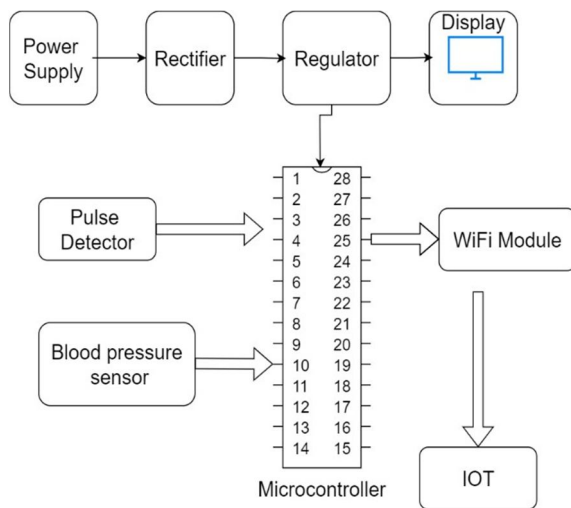 Power
Supply
Rectifier
Regulator
Display
1 28
2 27
3 26
4 25
5 24
6 23
7 22
8 21
9 20
10 19
11 18
12 17
13 16
14 15
Pulse
Detector
WiFi Module
Blood pressure
sensor
IOT
Microcontroller